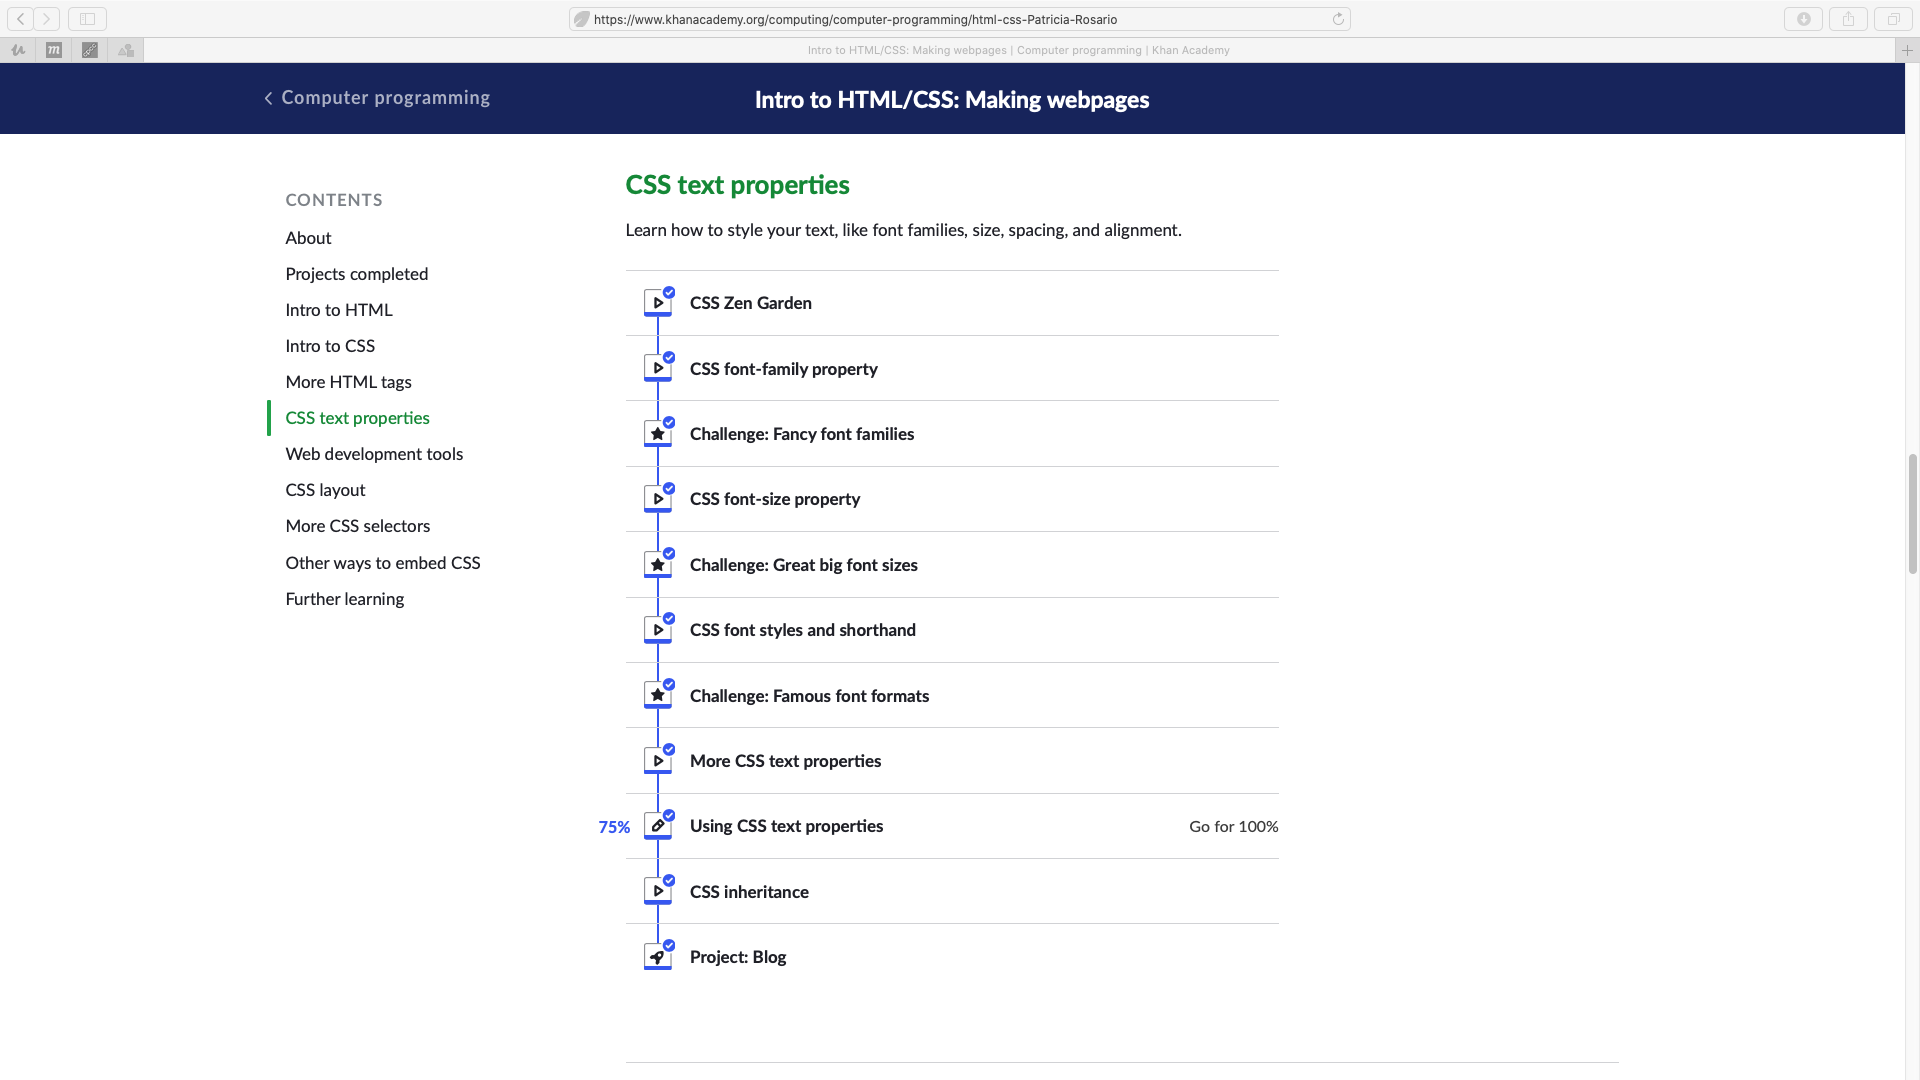 https://www.khanacademy.org/computing/computer-programming/html-css-Patricia-Rosario
Intro to HTML/CSS: Making webpages | Computer programming | Khan Academy
Computer programming
Intro to HTML/CSS: Making webpages
CONTENTS
About
Projects completed
Intro to HTML
Intro to CSS
More HTML tags
CSS text properties
Web development tools
CSS layout
More CSS selectors
Other ways to embed CSS
Further learning
CSS text properties
Learn how to style your text, like font families, size, spacing, and alignment.
CSS Zen Garden
CSS font-family property
Challenge: Fancy font families
CSS font-size property
Challenge: Great big font sizes
CSS font styles and shorthand
Challenge: Famous font formats
More CSS text properties
75% Using CSS text properties Go for 100%
CSS inheritance
Project: Blog